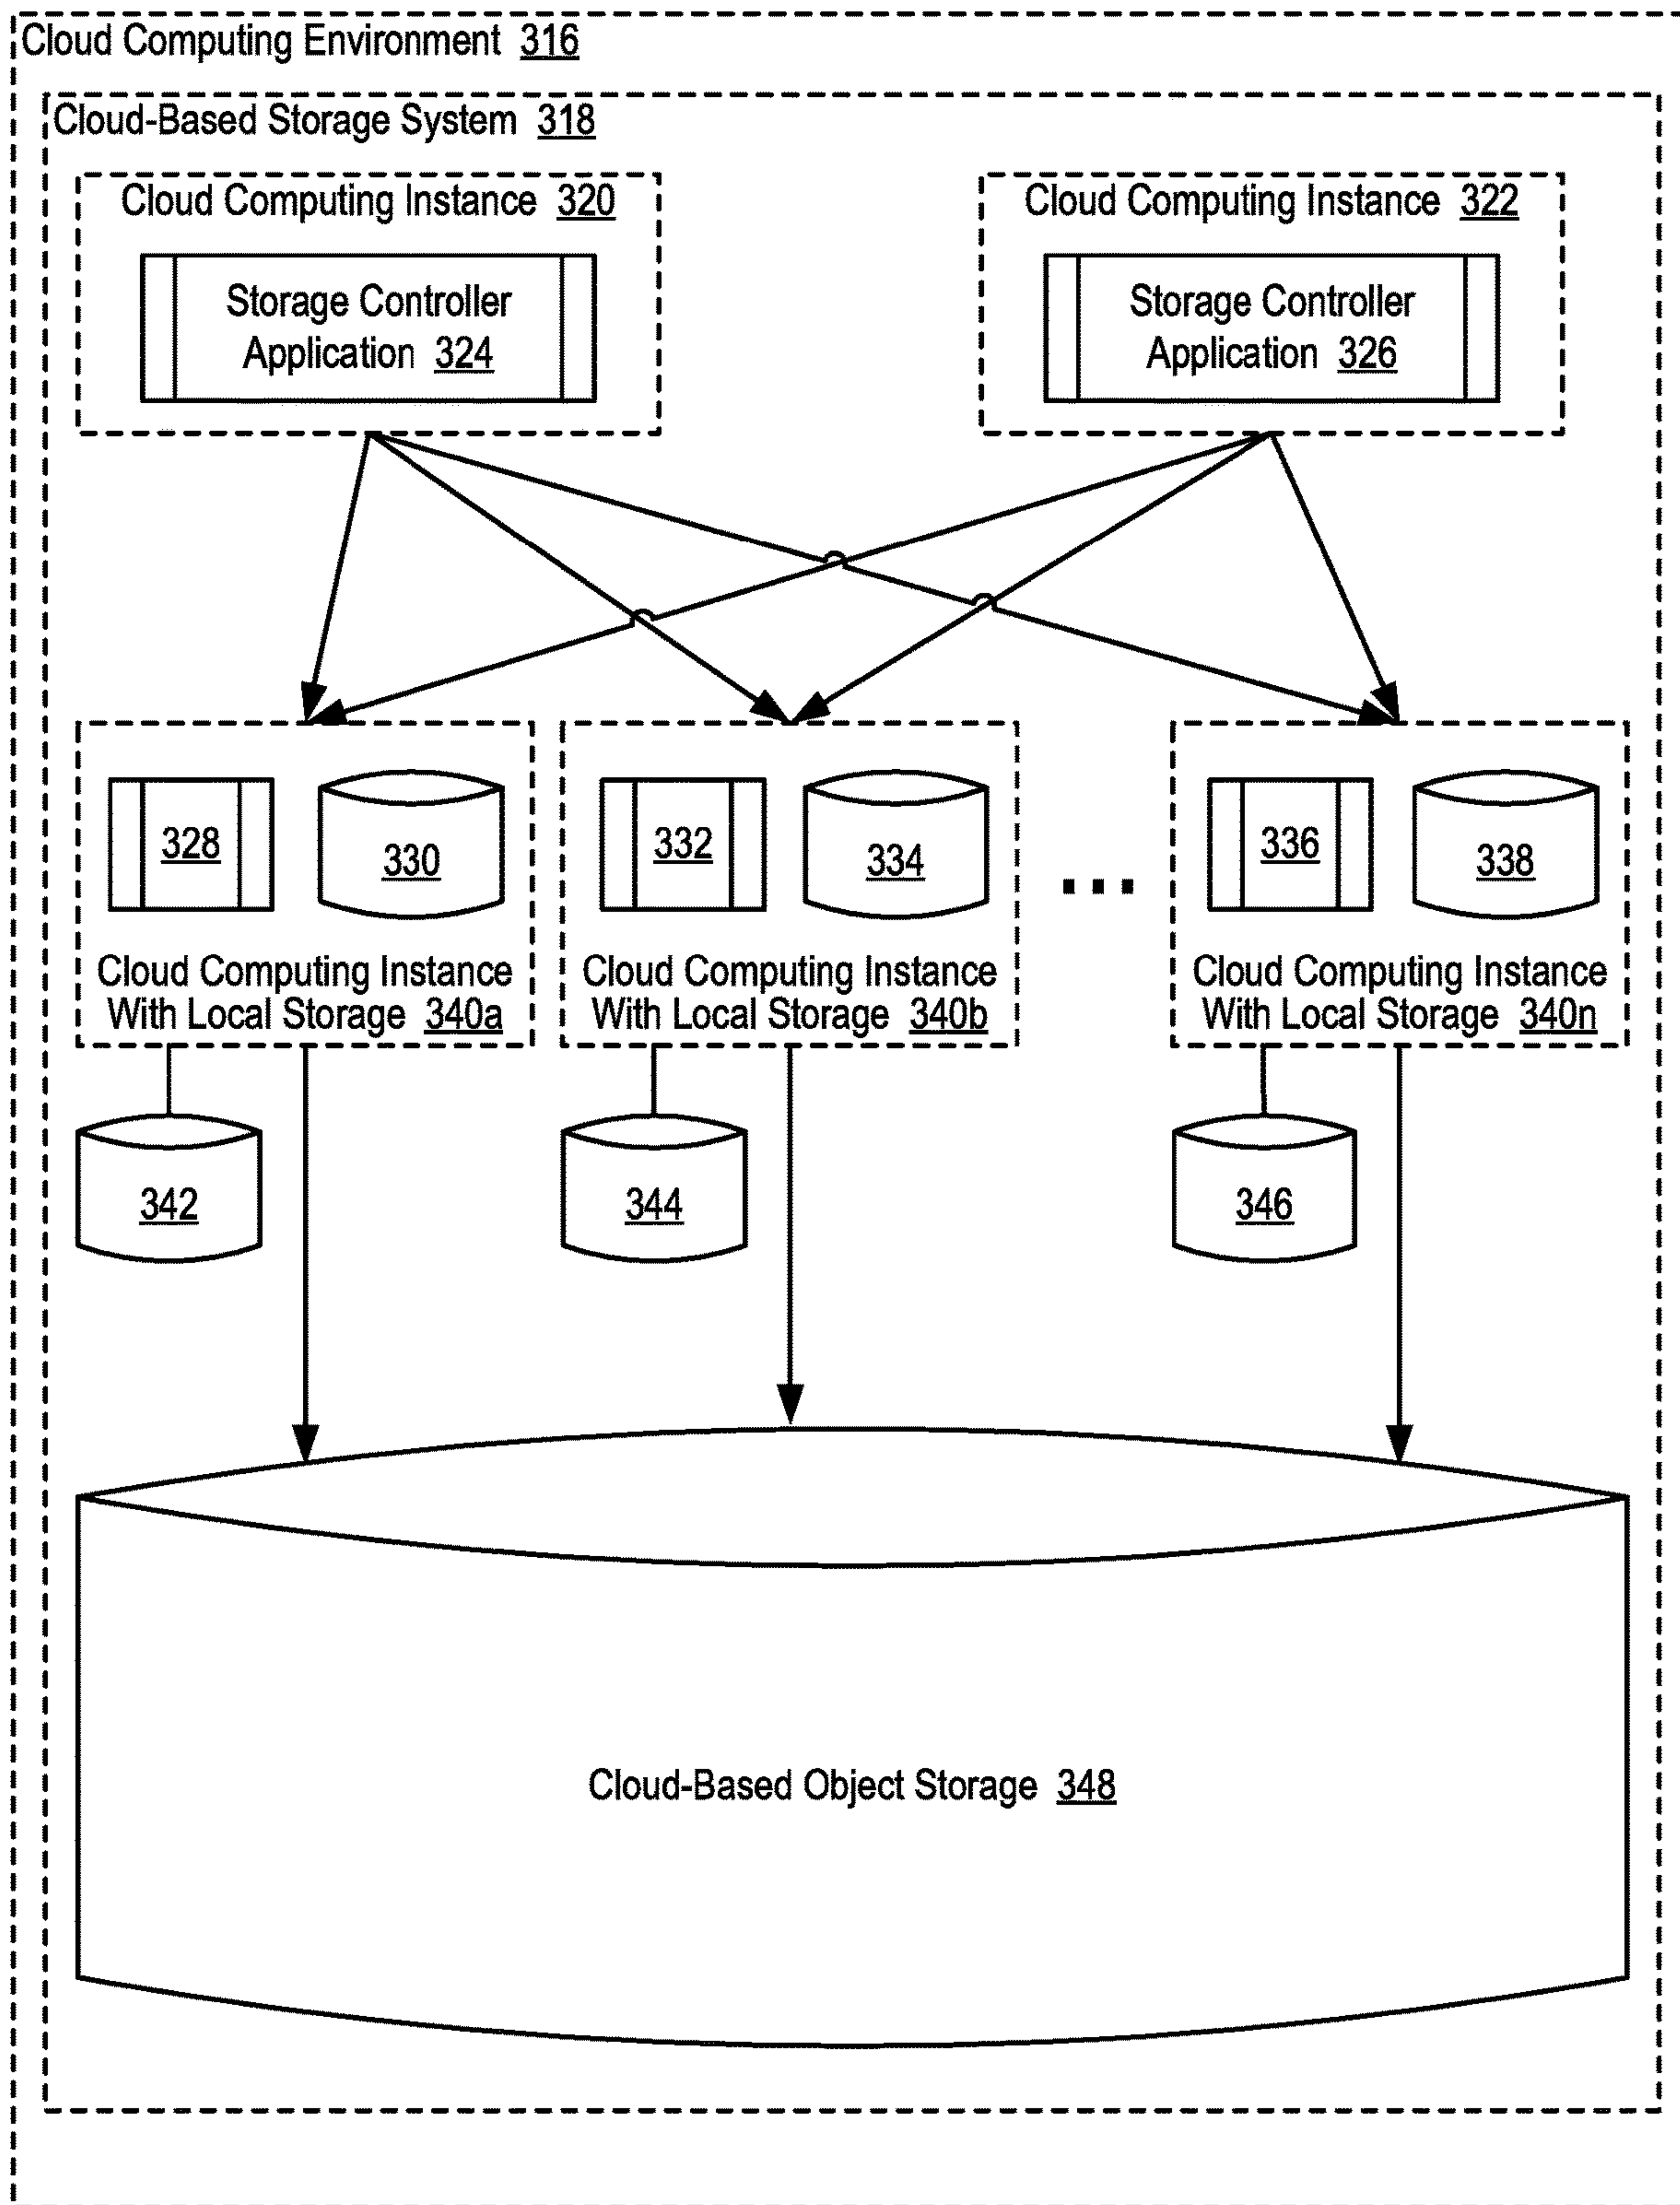 Cloud Computing Environment 316
Cloud-Based Storage System 318
Cloud Computing Instance 320
Storage Controller
Application 324
Cloud Computing Instance 322
Storage Controller
Application 326
328
330
Cloud Computing Instance
With Local Storage 340a
332
334
Cloud Computing Instance
With Local Storage 340b
...
336
338
Cloud Computing Instance
With Local Storage 340n
342
344
346
Cloud-Based Object Storage 348